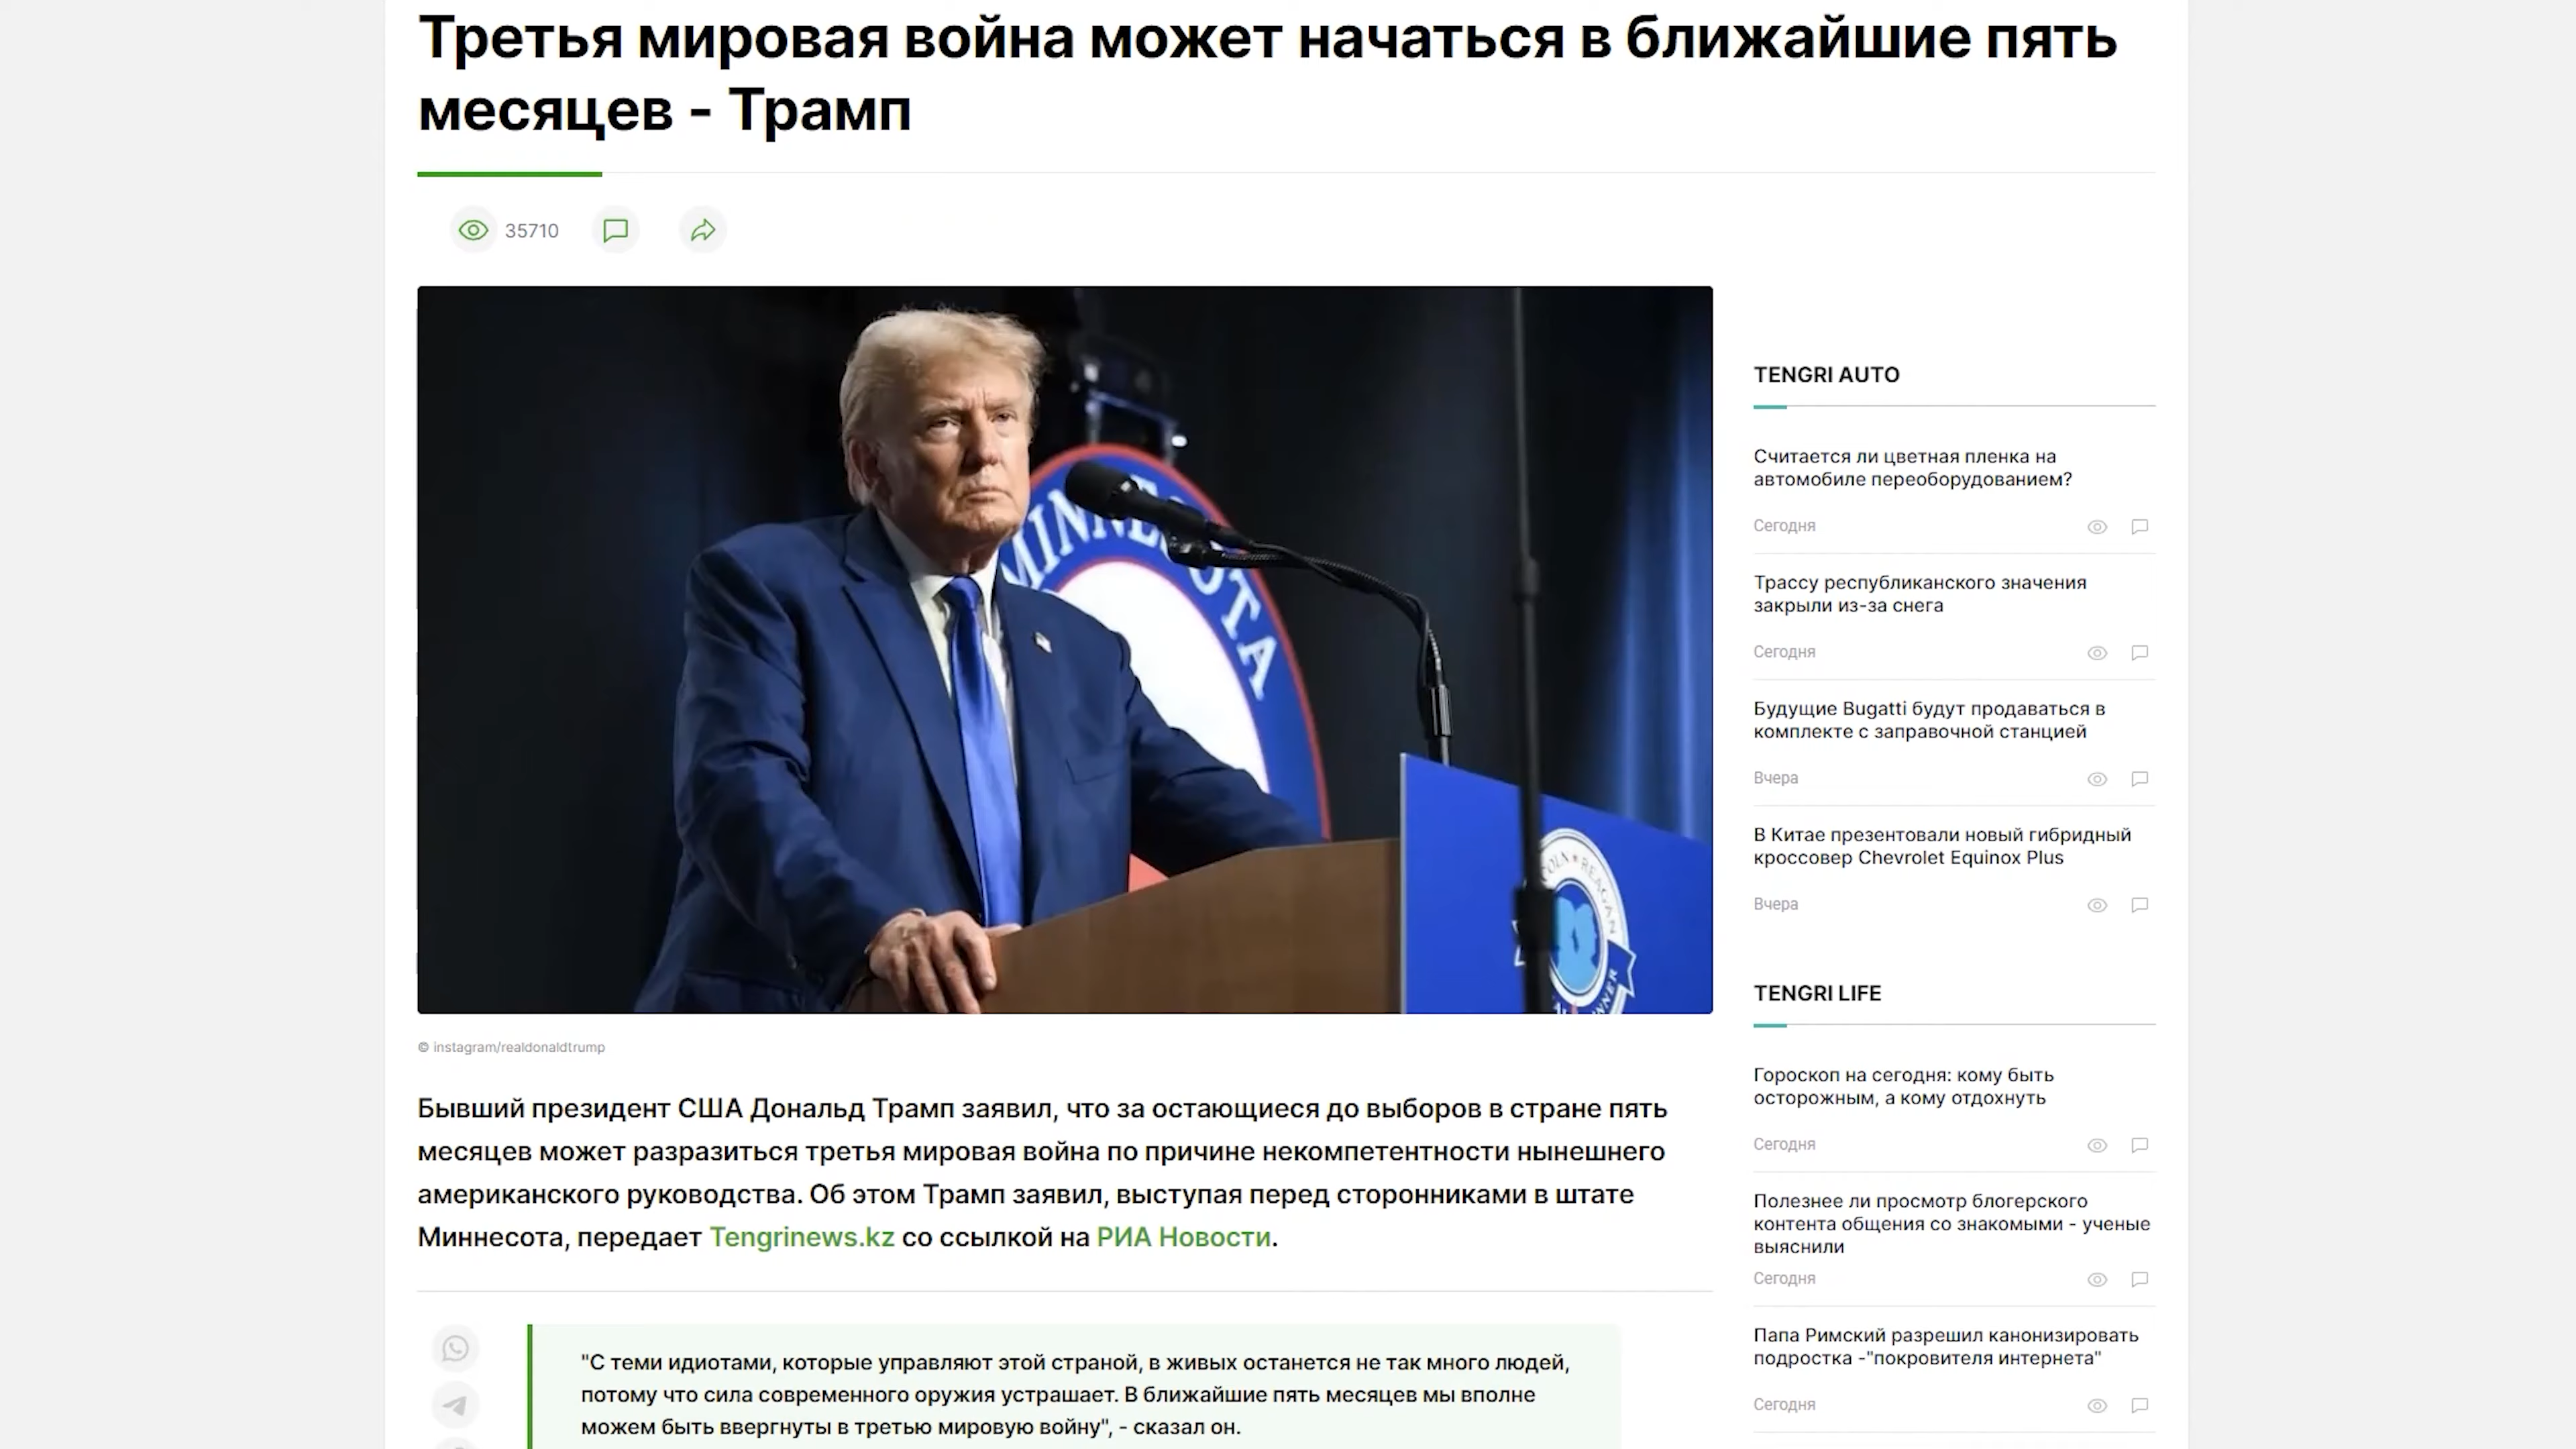 Третья мировая война может начаться в ближайшие пять
месяцев - Трамп
35710
MINNESOTA
© instagram/realdonaldtrump
Бывший президент США Дональд Трамп заявил, что за остающиеся до выборов в стране пять
месяцев может разразиться третья мировая война по причине некомпетентности нынешнего
американского руководства. Об этом Трамп заявил, выступая перед сторонниками в штате
Миннесота, передает Tengrinews.kz со ссылкой на РИА Новости.
"С теми идиотами, которые управляют этой страной, в живых останется не так много людей,
потому что сила современного оружия устрашает. В ближайшие пять месяцев мы вполне
можем быть ввергнуты в третью мировую войну", - сказал он.
TENGRI AUTO
Считается ли цветная пленка на
автомобиле переоборудованием?
Сегодня
Трассу республиканского значения
закрыли из-за снега
Сегодня
Будущие Bugatti будут продаваться в
комплекте с заправочной станцией
Вчера
В Китае презентовали новый гибридный
кроссовер Chevrolet Equinox Plus
Вчера
TENGRI LIFE
Гороскоп на сегодня: кому быть
осторожным, а кому отдохнуть
Сегодня
Полезнее ли просмотр блогерского
контента общения со знакомыми - ученые
выяснили
Сегодня
Папа Римский разрешил канонизировать
подростка -"покровителя интернета"
Сегодня